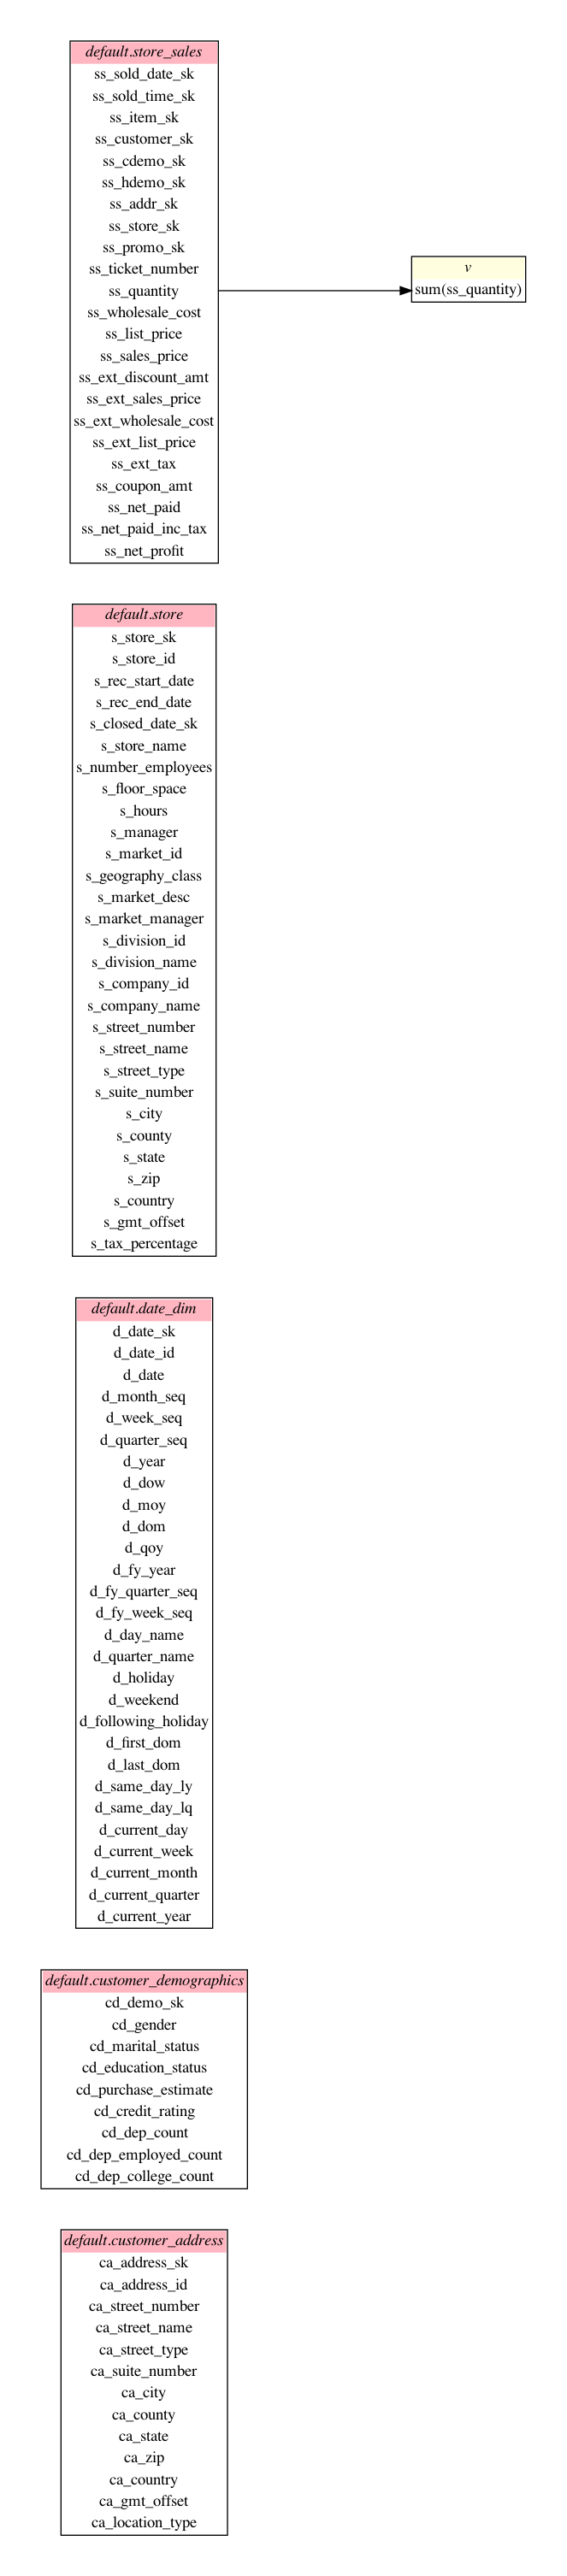 default.store_sales
ss_sold_date_sk
ss_sold_time_sk
ss_item_sk
ss_customer_sk
ss_cdemo_sk
ss_hdemo_sk
ss_addr_sk
ss_store_sk
ss_promo_sk
ss_ticket_number
ss_quantity
ss_wholesale_cost
ss_list_price
ss_sales_price
ss_ext_discount_amt
ss_ext_sales_price
ss_ext_wholesale_cost
ss_ext_list_price
ss_ext_tax
ss_coupon_amt
ss_net_paid
ss_net_paid_inc_tax
ss_net_profit
v
sum(ss_quantity)
default.store
s_store_sk
s_store_id
s_rec_start_date
s_rec_end_date
s_closed_date_sk
s_store_name
s_number_employees
s_floor_space
s_hours
s_manager
s_market_id
s_geography_class
s_market_desc
s_market_manager
s_division_id
s_division_name
s_company_id
s_company_name
s_street_number
s_street_name
s_street_type
s_suite_number
s_city
s_county
s_state
s_zip
s_country
s_gmt_offset
s_tax_percentage
default.date_dim
d_date_sk
d_date_id
d_date
d_month_seq
d_week_seq
d_quarter_seq
d_year
d_dow
d_moy
d_dom
d_qoy
d_fy_year
d_fy_quarter_seq
d_fy_week_seq
d_day_name
d_quarter_name
d_holiday
d_weekend
d_following_holiday
d_first_dom
d_last_dom
d_same_day_ly
d_same_day_lq
d_current_day
d_current_week
d_current_month
d_current_quarter
d_current_year
default.customer_demographics
cd_demo_sk
cd_gender
cd_marital_status
cd_education_status
cd_purchase_estimate
cd_credit_rating
cd_dep_count
cd_dep_employed_count
cd_dep_college_count
default.customer_address
ca_address_sk
ca_address_id
ca_street_number
ca_street_name
ca_street_type
ca_suite_number
ca_city
ca_county
ca_state
ca_zip
ca_country
ca_gmt_offset
ca_location_type